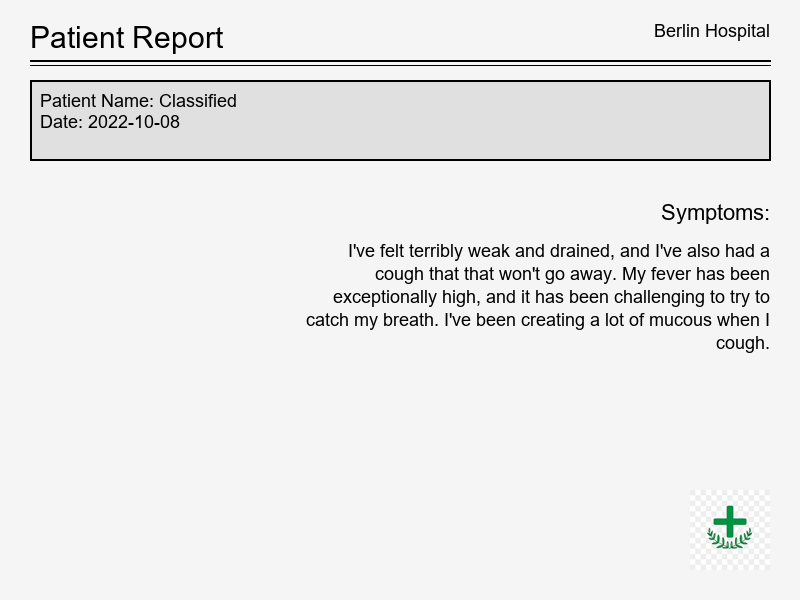 Patient Report
Berlin Hospital
Patient Name: Classified
Date: 2022-10-08
Symptoms:
I've felt terribly weak and drained, and I've also had a
cough that that won't go away. My fever has been
exceptionally high, and it has been challenging to try to
catch my breath. I've been creating a lot of mucous when I
cough.